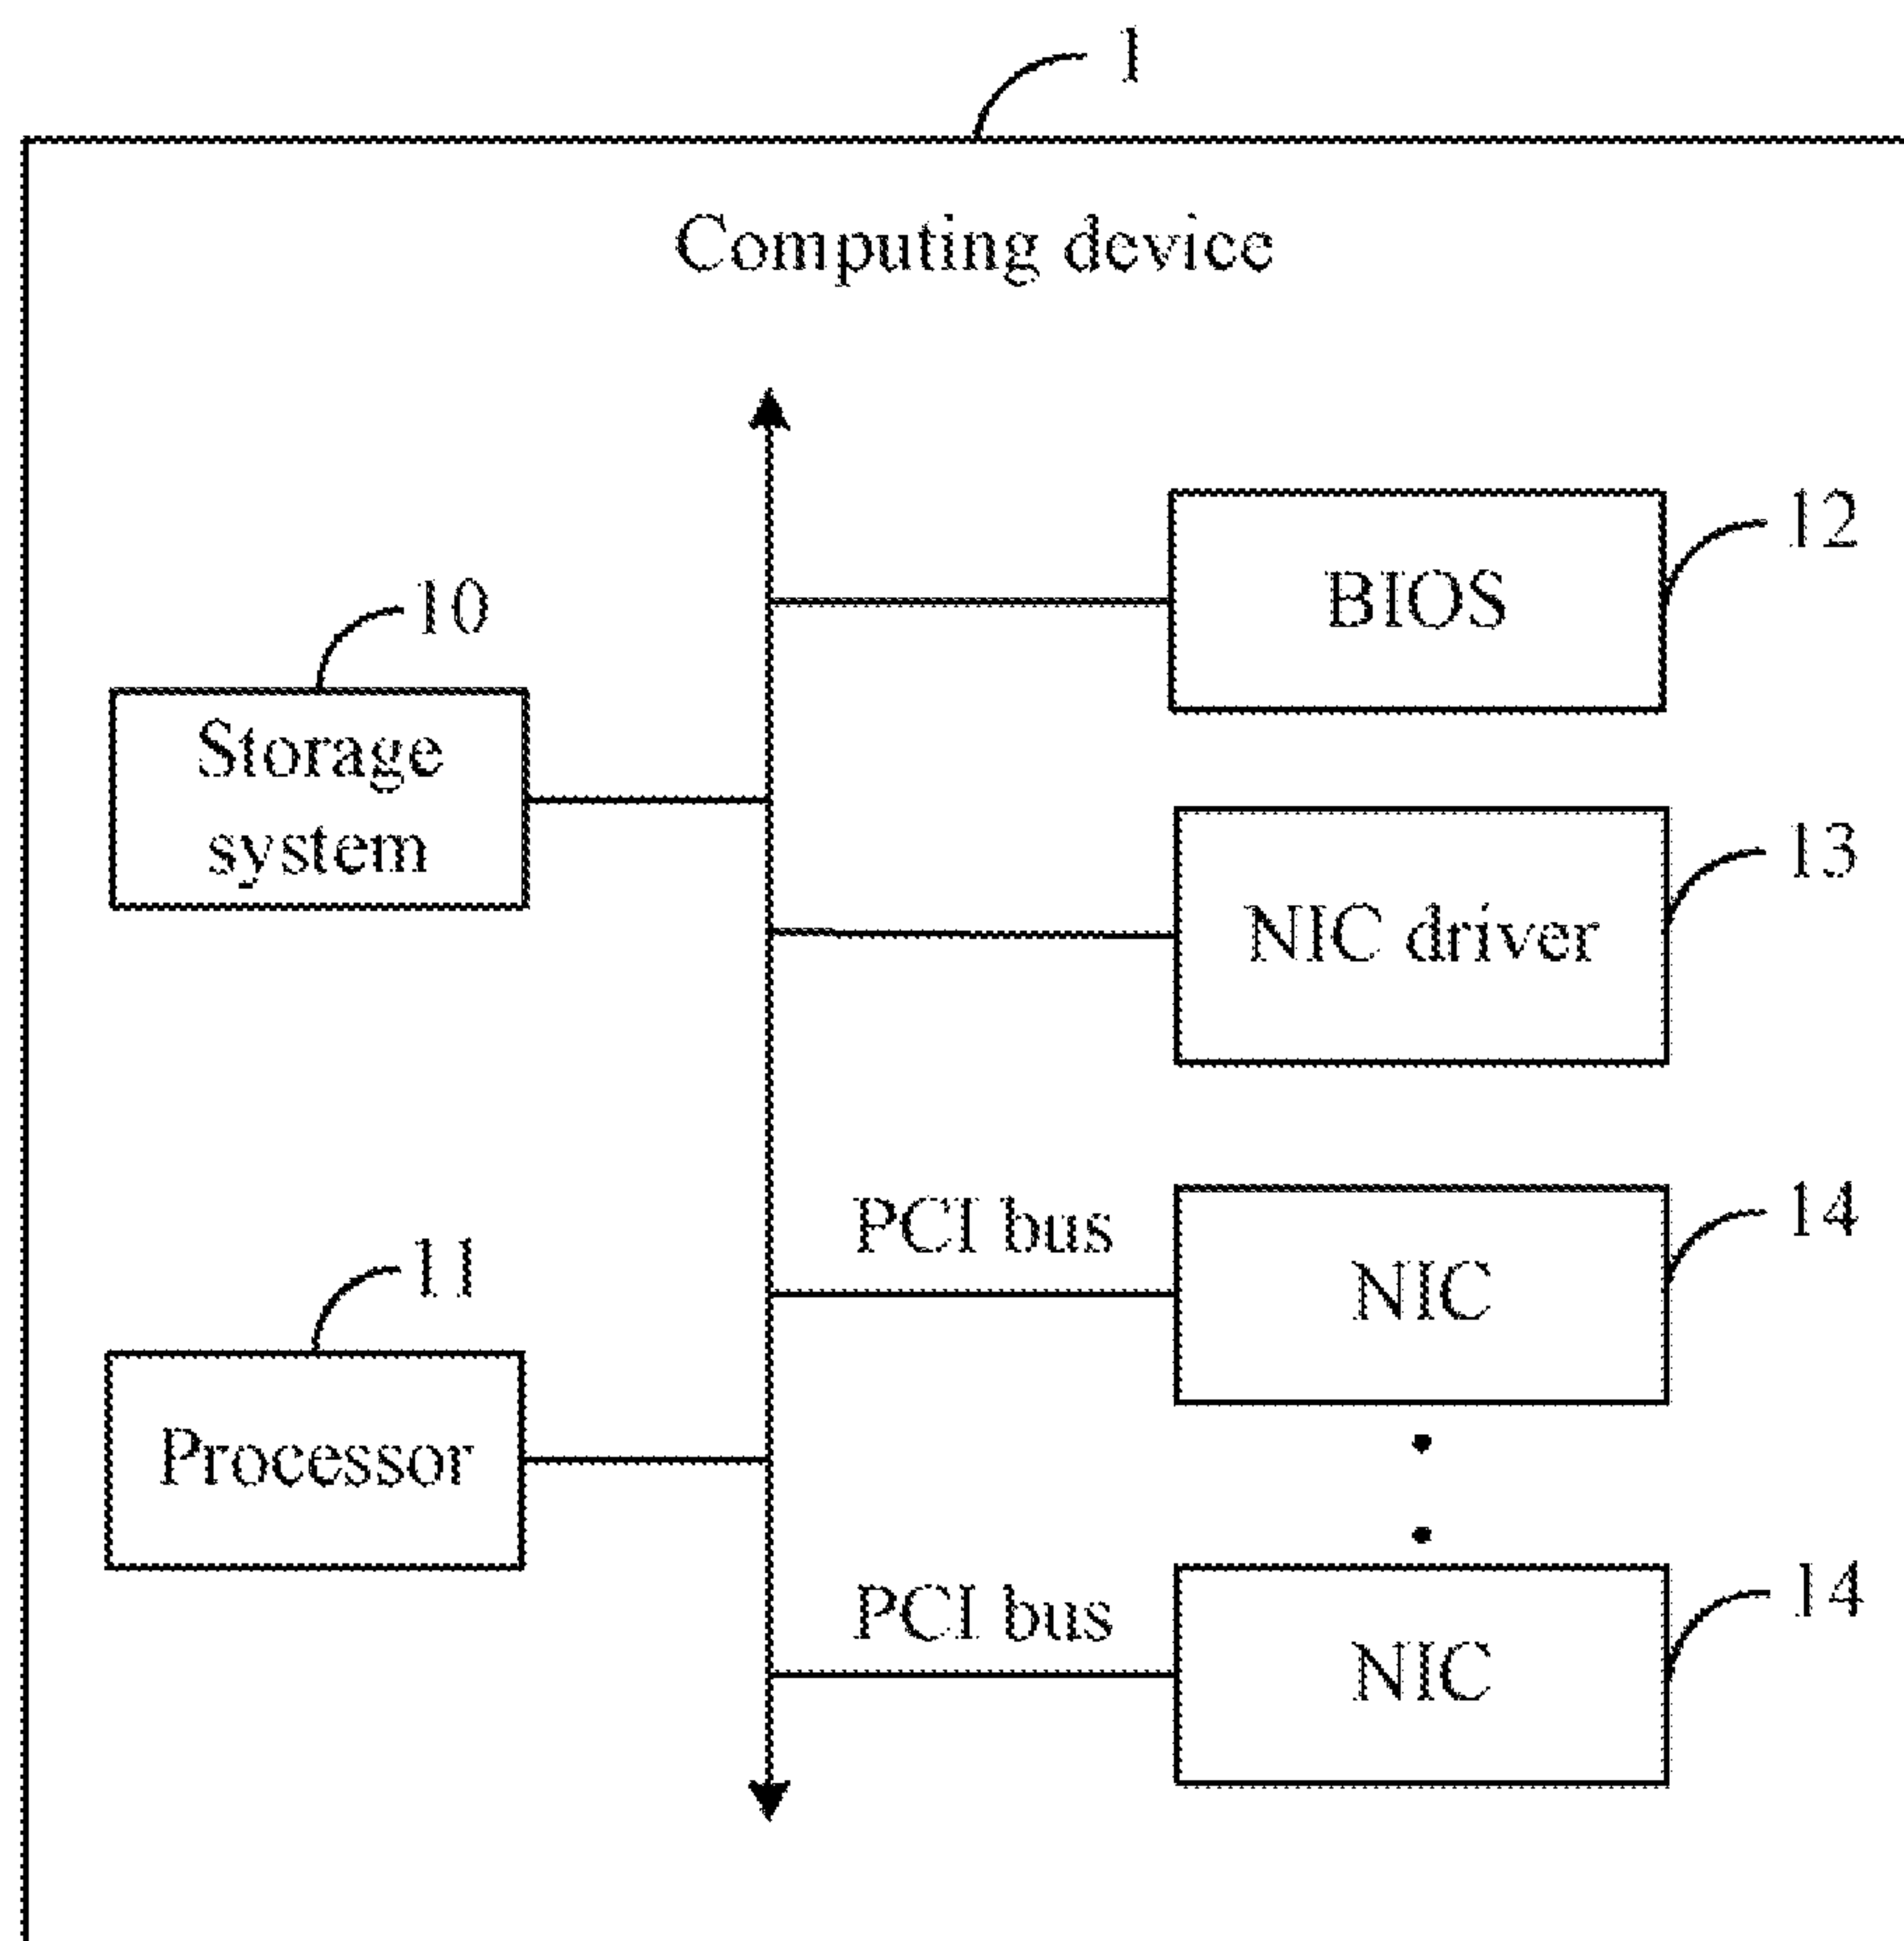 1
Computing device
12
BIOS
10
Storage
system
13
NIC driver
14
PCI bus
NIC
11
Processor
14
PCI bus
NIC